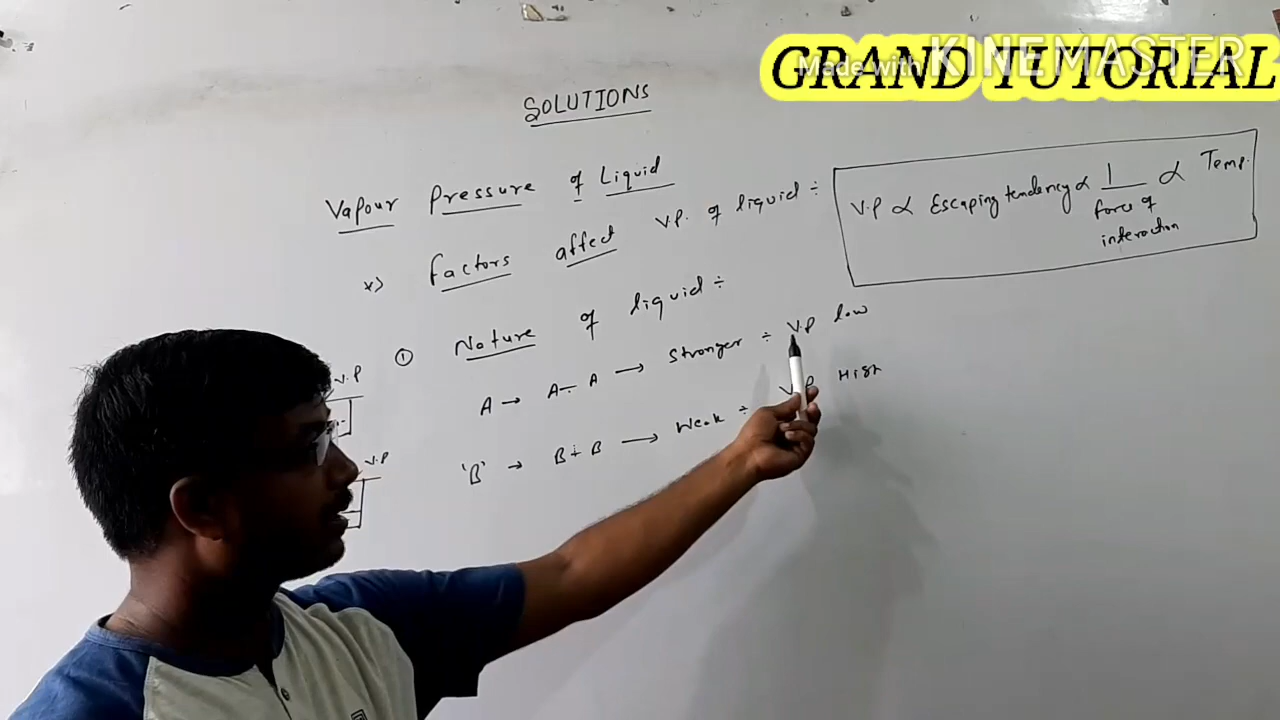 GRAND TUTORIAL
Made with KINEMASTER
SOLUTIONS
Vapour Pressure of Liquid
*> Factors affect V.P. of liquid ÷
V.P ∝ Escaping tendency ∝ 1 / force of interaction ∝ Temp.
① Nature of liquid ÷
A → A ÷ A → Stronger ÷ V.P low
'B' → B ÷ B → Weak ÷ V.P High
V.P
V.P